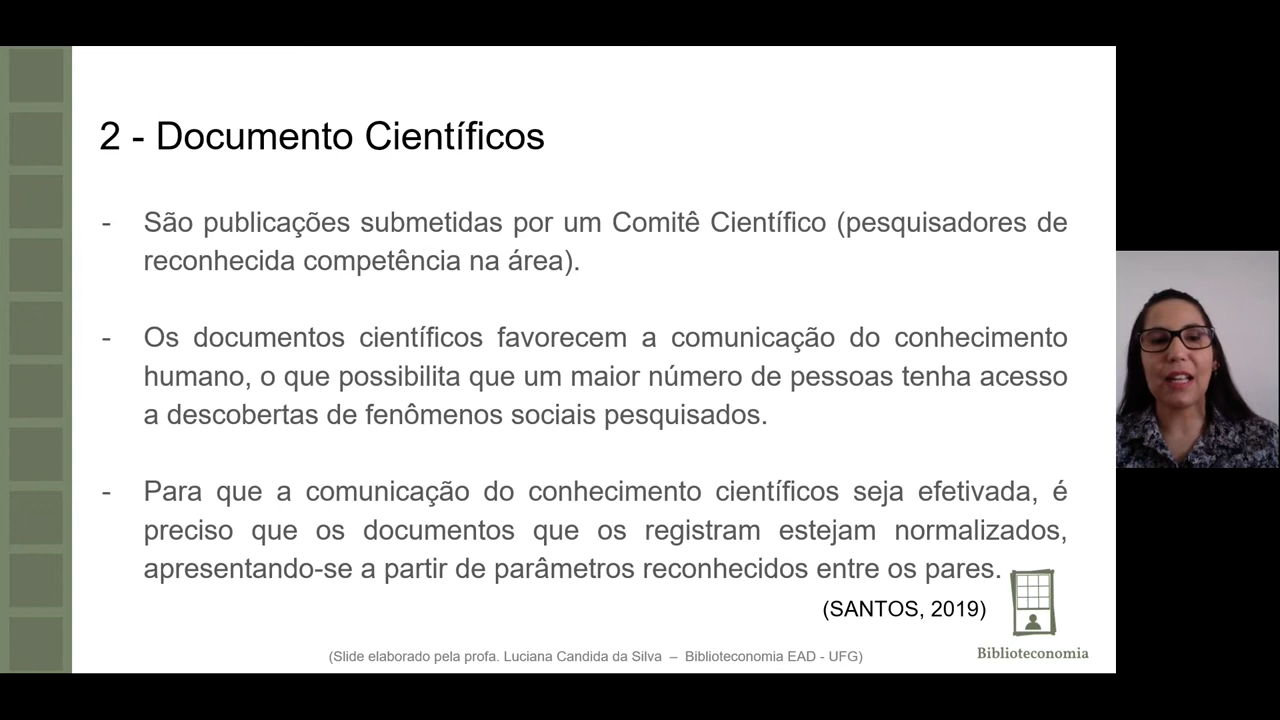 2 - Documento Científicos
- São publicações submetidas por um Comitê Científico (pesquisadores de
reconhecida competência na área).
- Os documentos científicos favorecem a comunicação do conhecimento
humano, o que possibilita que um maior número de pessoas tenha acesso
a descobertas de fenômenos sociais pesquisados.
- Para que a comunicação do conhecimento científicos seja efetivada, é
preciso que os documentos que os registram estejam normalizados,
apresentando-se a partir de parâmetros reconhecidos entre os pares.
(SANTOS, 2019)
(Slide elaborado pela profa. Luciana Candida da Silva – Biblioteconomia EAD - UFG)
Biblioteconomia